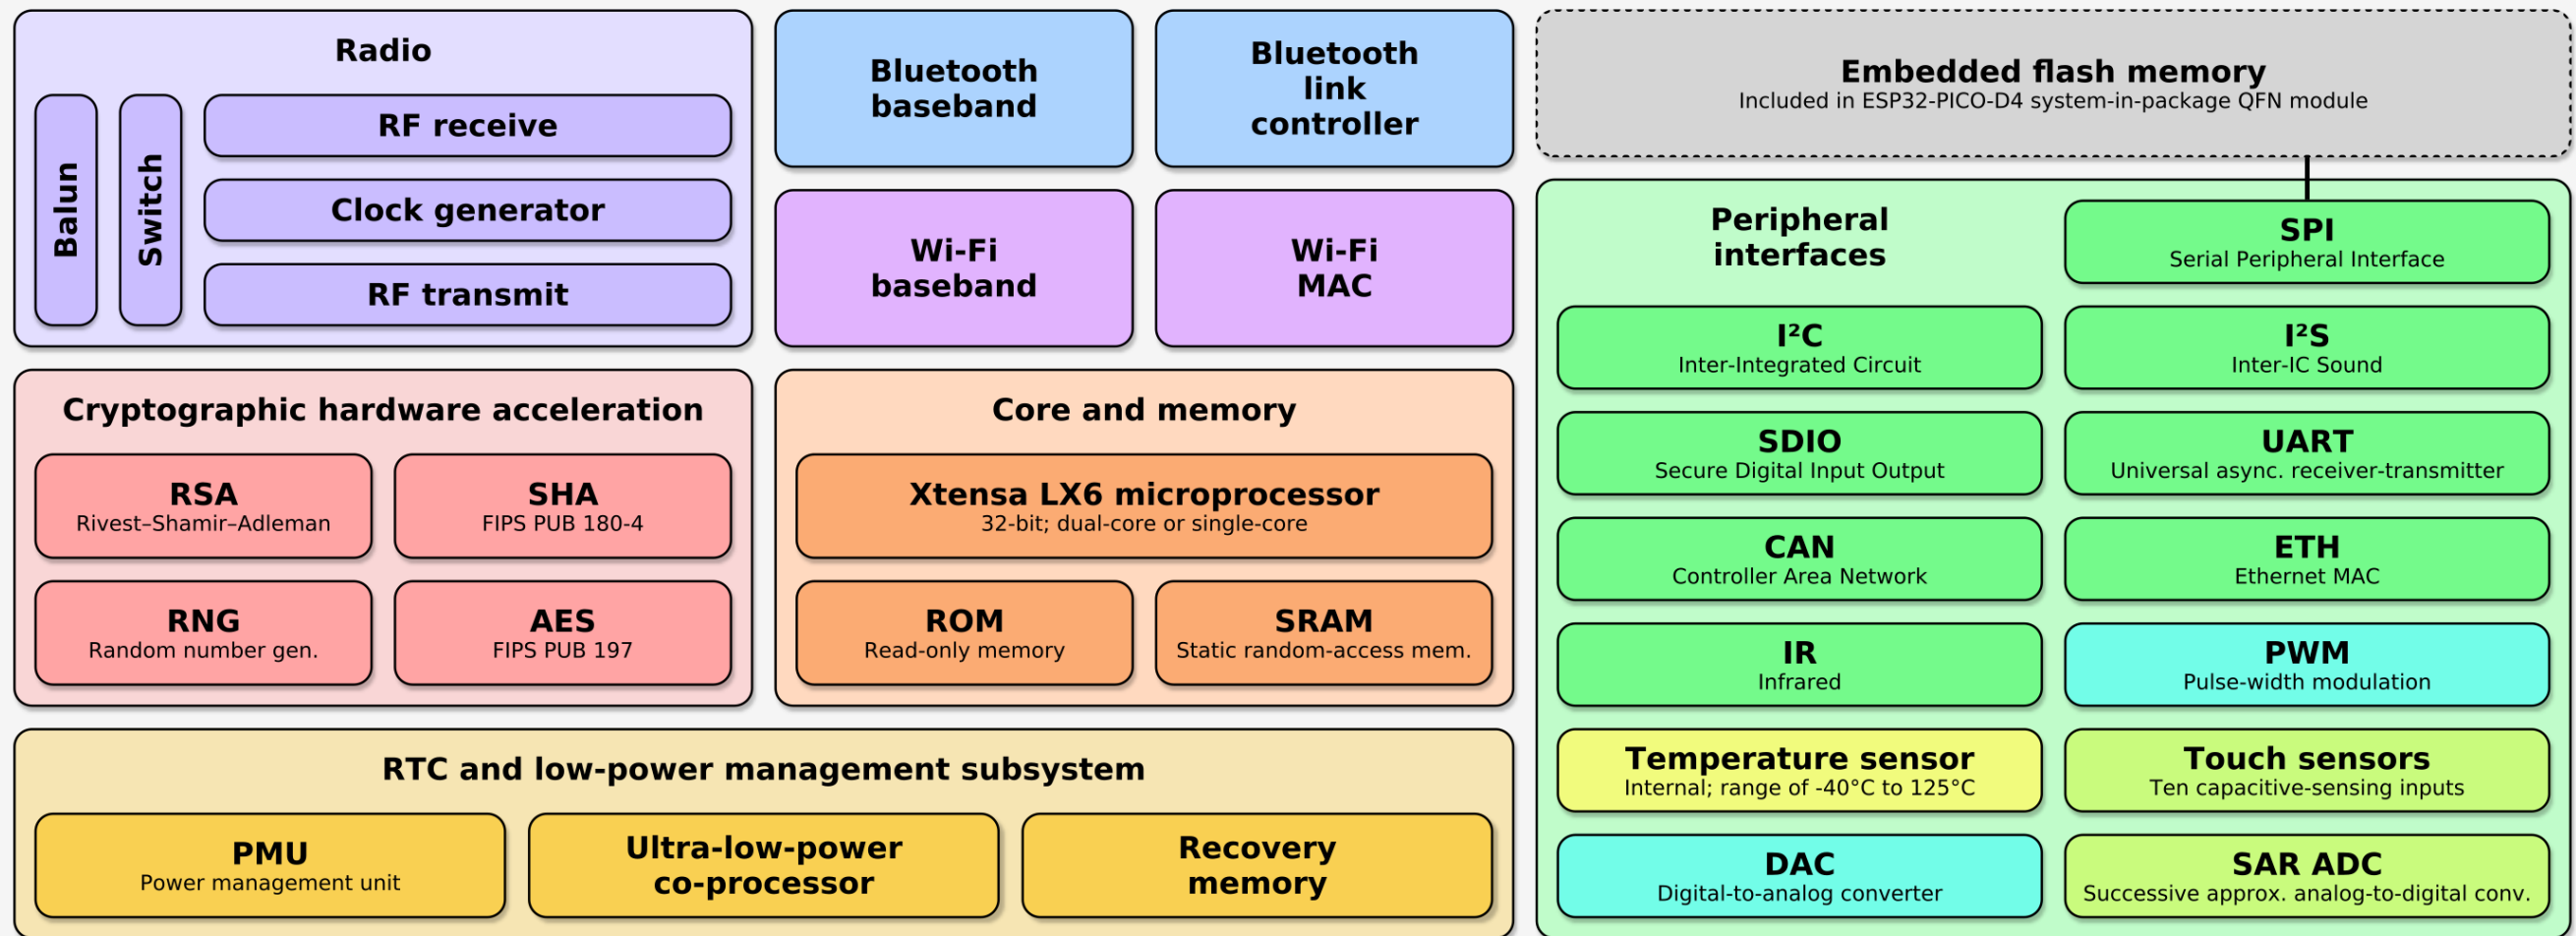 Radio
Balun
Switch
RF receive
Clock generator
RF transmit
Bluetooth
baseband
Bluetooth
link
controller
Wi-Fi
baseband
Wi-Fi
MAC
Embedded flash memory
Included in ESP32-PICO-D4 system-in-package QFN module
Cryptographic hardware acceleration
RSA
Rivest–Shamir–Adleman
SHA
FIPS PUB 180-4
RNG
Random number gen.
AES
FIPS PUB 197
Core and memory
Xtensa LX6 microprocessor
32-bit; dual-core or single-core
ROM
Read-only memory
SRAM
Static random-access mem.
RTC and low-power management subsystem
PMU
Power management unit
Ultra-low-power
co-processor
Recovery
memory
Peripheral
interfaces
SPI
Serial Peripheral Interface
I²C
Inter-Integrated Circuit
I²S
Inter-IC Sound
SDIO
Secure Digital Input Output
UART
Universal async. receiver-transmitter
CAN
Controller Area Network
ETH
Ethernet MAC
IR
Infrared
PWM
Pulse-width modulation
Temperature sensor
Internal; range of -40°C to 125°C
Touch sensors
Ten capacitive-sensing inputs
DAC
Digital-to-analog converter
SAR ADC
Successive approx. analog-to-digital conv.